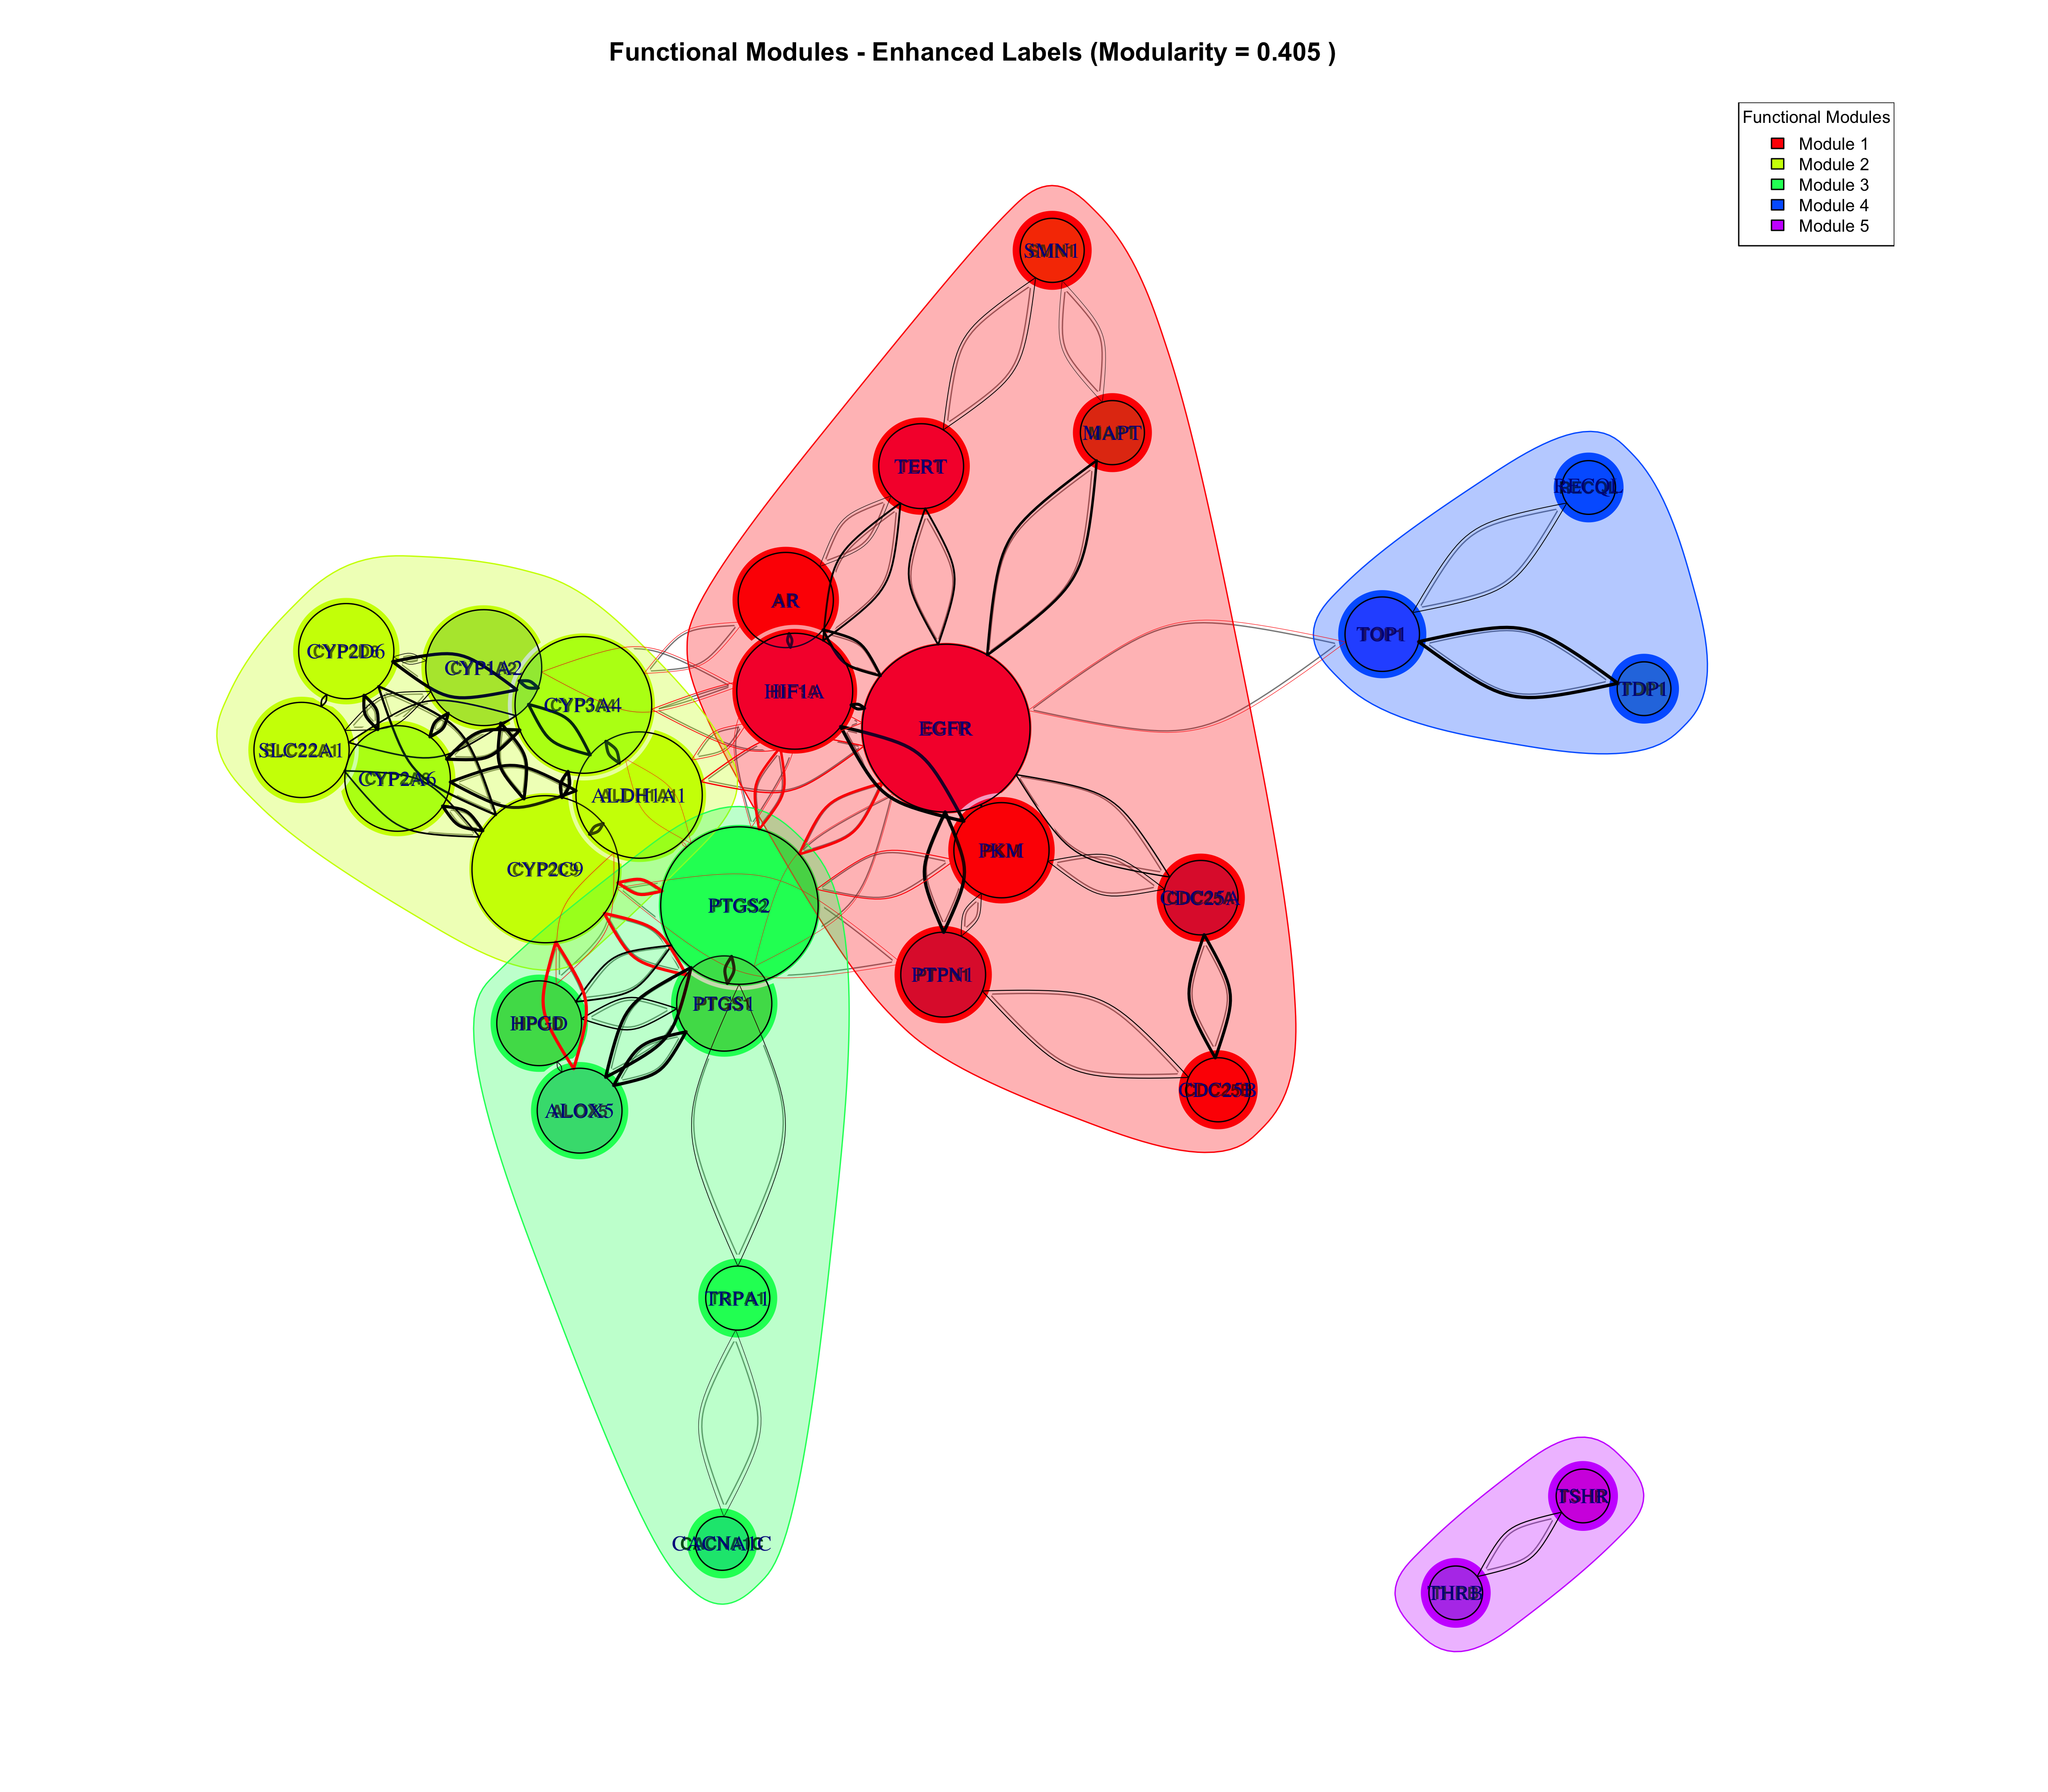 Functional Modules - Enhanced Labels (Modularity = 0.405 )
Functional Modules
Module 1
Module 2
Module 3
Module 4
Module 5
SMN1
MAPT
TERT
RECQL
AR
TOP1
CYP2D6
CYP1A2
TDP1
HIF1A
CYP3A4
EGFR
SLC22A1
CYP2A6
ALDH1A1
PKM
CYP2C9
CDC25A
PTGS2
PTPN1
PTGS1
HPGD
CDC25B
ALOX5
TRPA1
TSHR
CACNA1C
THRB